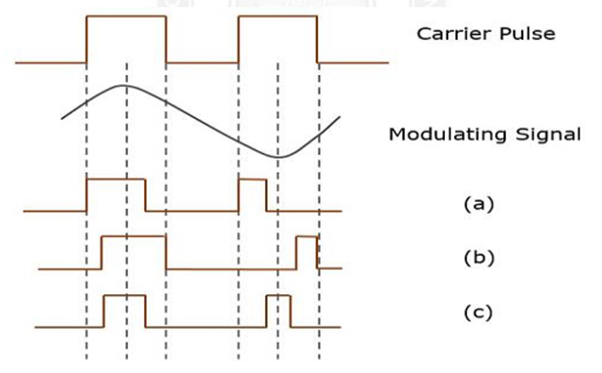 Carrier Pulse
Modulating Signal
(a)
(b)
(c)